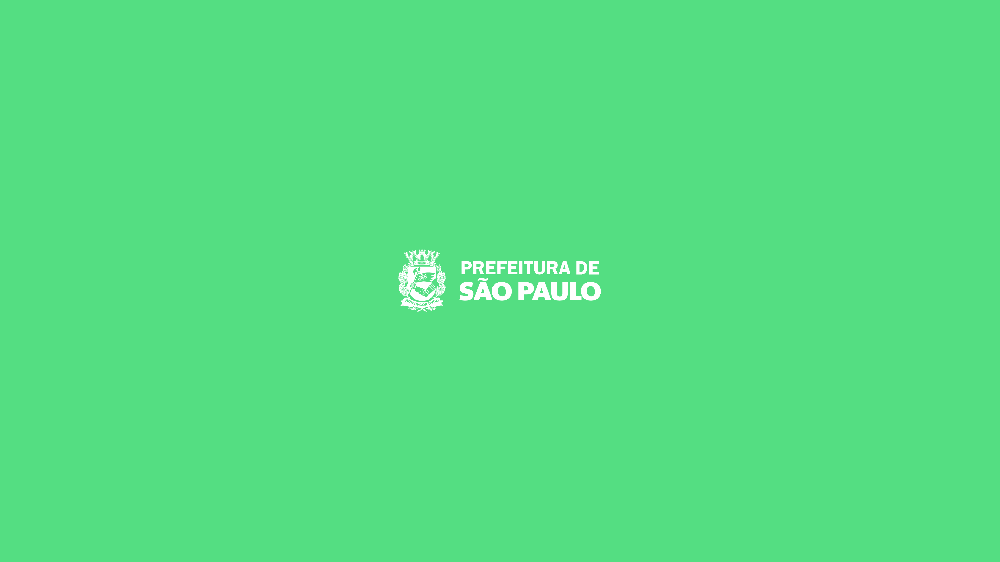 NON DVCOR DVCO
PREFEITURA DE
SÃO PAULO